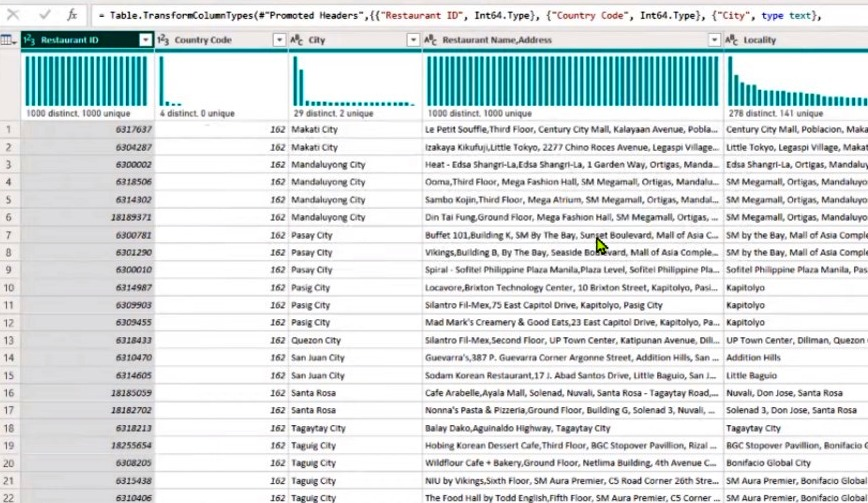 = Table.TransformColumnTypes(#"Promoted Headers",{{"Restaurant ID", Int64.Type}, {"Country Code", Int64.Type}, {"City", type text},
1²3 Restaurant ID 1²3 Country Code ABC City ABC Restaurant Name,Address ABC Locality
1000 distinct, 1000 unique 4 distinct, 0 unique 29 distinct, 2 unique 1000 distinct, 1000 unique 278 distinct, 141 unique
1 6317637 162 Makati City Le Petit Souffle,Third Floor, Century City Mall, Kalayaan Avenue, Pobla... Century City Mall, Poblacion, Mak
2 6304287 162 Makati City Izakaya Kikufuji,Little Tokyo, 2277 Chino Roces Avenue, Legaspi Village... Little Tokyo, Legaspi Village, Maka
3 6300002 162 Mandaluyong City Heat - Edsa Shangri-La,Edsa Shangri-La, 1 Garden Way, Ortigas, Manda... Edsa Shangri-La, Ortigas, Mandalu
4 6318506 162 Mandaluyong City Ooma,Third Floor, Mega Fashion Hall, SM Megamall, Ortigas, Mandalu... SM Megamall, Ortigas, Mandaluyo
5 6314302 162 Mandaluyong City Sambo Kojin,Third Floor, Mega Atrium, SM Megamall, Ortigas, Mandal... SM Megamall, Ortigas, Mandaluyo
6 18189371 162 Mandaluyong City Din Tai Fung,Ground Floor, Mega Fashion Hall, SM Megamall, Ortigas, ... SM Megamall, Ortigas, Mandaluyo
7 6300781 162 Pasay City Buffet 101,Building K, SM By The Bay, Sunset Boulevard, Mall of Asia C... SM by the Bay, Mall of Asia Comple
8 6301290 162 Pasay City Vikings,Building B, By The Bay, Seaside Boulevard, Mall of Asia Comple... SM by the Bay, Mall of Asia Comple
9 6300010 162 Pasay City Spiral - Sofitel Philippine Plaza Manila,Plaza Level, Sofitel Philippine Pla... Sofitel Philippine Plaza Manila, Pas
10 6314987 162 Pasig City Locavore,Brixton Technology Center, 10 Brixton Street, Kapitolyo, Pasi... Kapitolyo
11 6309903 162 Pasig City Silantro Fil-Mex,75 East Capitol Drive, Kapitolyo, Pasig City Kapitolyo
12 6309455 162 Pasig City Mad Mark's Creamery & Good Eats,23 East Capitol Drive, Kapitolyo, Pa... Kapitolyo
13 6318433 162 Quezon City Silantro Fil-Mex,Second Floor, UP Town Center, Katipunan Avenue, Dili... UP Town Center, Diliman, Quezon
14 6310470 162 San Juan City Guevarra's,387 P. Guevarra Corner Argonne Street, Addition Hills, San ... Addition Hills
15 6314605 162 San Juan City Sodam Korean Restaurant,17 J. Abad Santos Drive, Little Baguio, San J... Little Baguio
16 18185059 162 Santa Rosa Cafe Arabelle,Ayala Mall, Solenad, Nuvali, Santa Rosa - Tagaytay Road,... Nuvali, Don Jose, Santa Rosa
17 18182702 162 Santa Rosa Nonna's Pasta & Pizzeria,Ground Floor, Building G, Solenad 3, Nuvali, ... Solenad 3, Don Jose, Santa Rosa
18 6318213 162 Tagaytay City Balay Dako,Aguinaldo Highway, Tagaytay City Tagaytay City
19 18255654 162 Taguig City Hobing Korean Dessert Cafe,Third Floor, BGC Stopover Pavillion, Rizal ... BGC Stopover Pavillion, Bonifacio G
20 6308205 162 Taguig City Wildflour Cafe + Bakery,Ground Floor, Netlima Building, 4th Avenue C... Bonifacio Global City
21 6315438 162 Taguig City NIU by Vikings,Sixth Floor, SM Aura Premier, C5 Road Corner 26th Stree... SM Aura Premier, Bonifacio Global
22 6310406 162 Taguig City The Food Hall by Todd English,Fifth Floor, SM Aura Premier, C5 Corner ... SM Aura Premier, Bonifacio Global